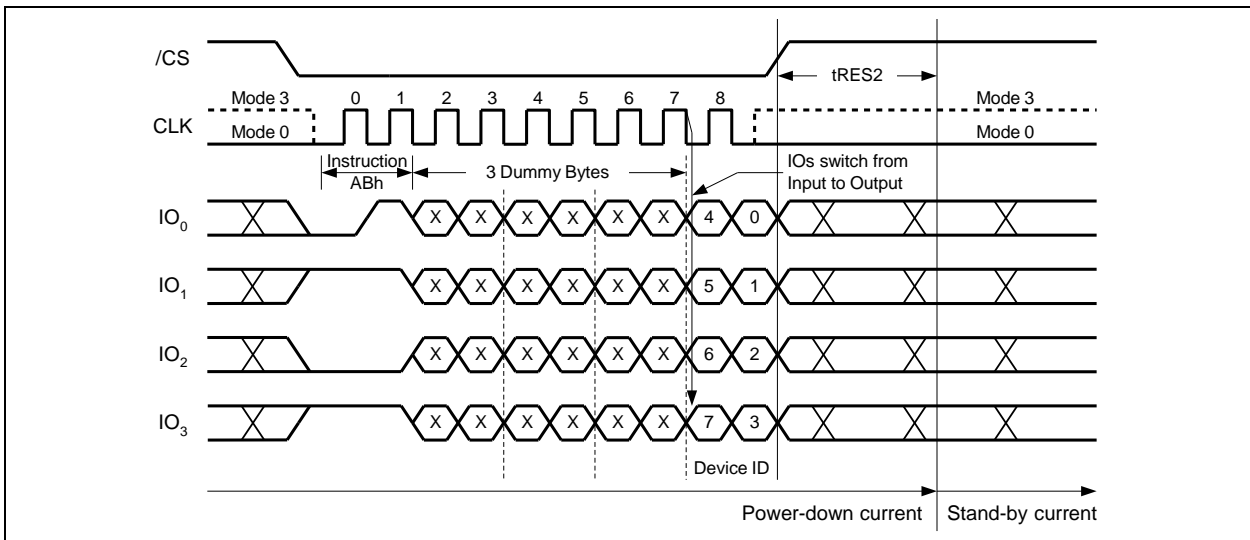 /CS
tRES2
Mode 3 0 1 2 3 4 5 6 7 8 Mode 3
CLK
Mode 0 Mode 0
Instruction
ABh
3 Dummy Bytes
IOs switch from
Input to Output
IO0 X X X X X X 4 0
IO1 X X X X X X 5 1
IO2 X X X X X X 6 2
IO3 X X X X X X 7 3
Device ID
Power-down current Stand-by current